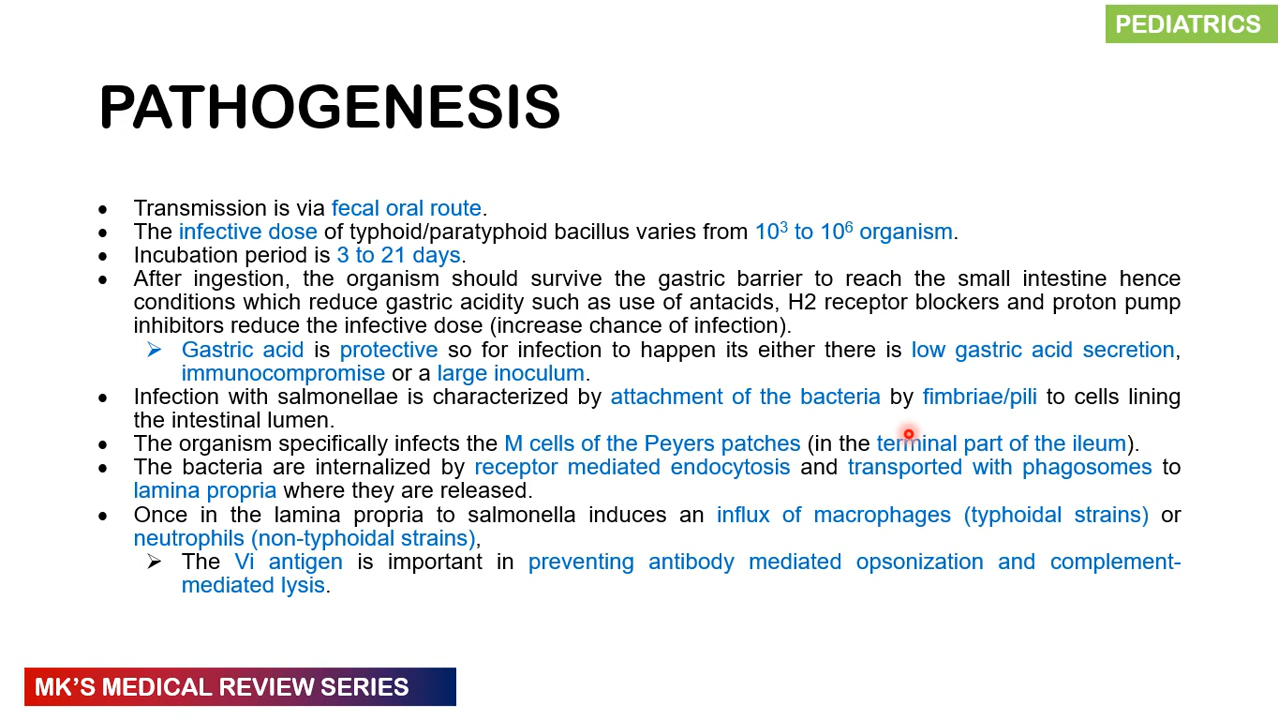 PEDIATRICS
PATHOGENESIS
• Transmission is via fecal oral route.
• The infective dose of typhoid/paratyphoid bacillus varies from 10³ to 10⁶ organism.
• Incubation period is 3 to 21 days.
• After ingestion, the organism should survive the gastric barrier to reach the small intestine hence
conditions which reduce gastric acidity such as use of antacids, H2 receptor blockers and proton pump
inhibitors reduce the infective dose (increase chance of infection).
➢ Gastric acid is protective so for infection to happen its either there is low gastric acid secretion,
immunocompromise or a large inoculum.
• Infection with salmonellae is characterized by attachment of the bacteria by fimbriae/pili to cells lining
the intestinal lumen.
• The organism specifically infects the M cells of the Peyers patches (in the terminal part of the ileum).
• The bacteria are internalized by receptor mediated endocytosis and transported with phagosomes to
lamina propria where they are released.
• Once in the lamina propria to salmonella induces an influx of macrophages (typhoidal strains) or
neutrophils (non-typhoidal strains),
➢ The Vi antigen is important in preventing antibody mediated opsonization and complement-
mediated lysis.
MK'S MEDICAL REVIEW SERIES